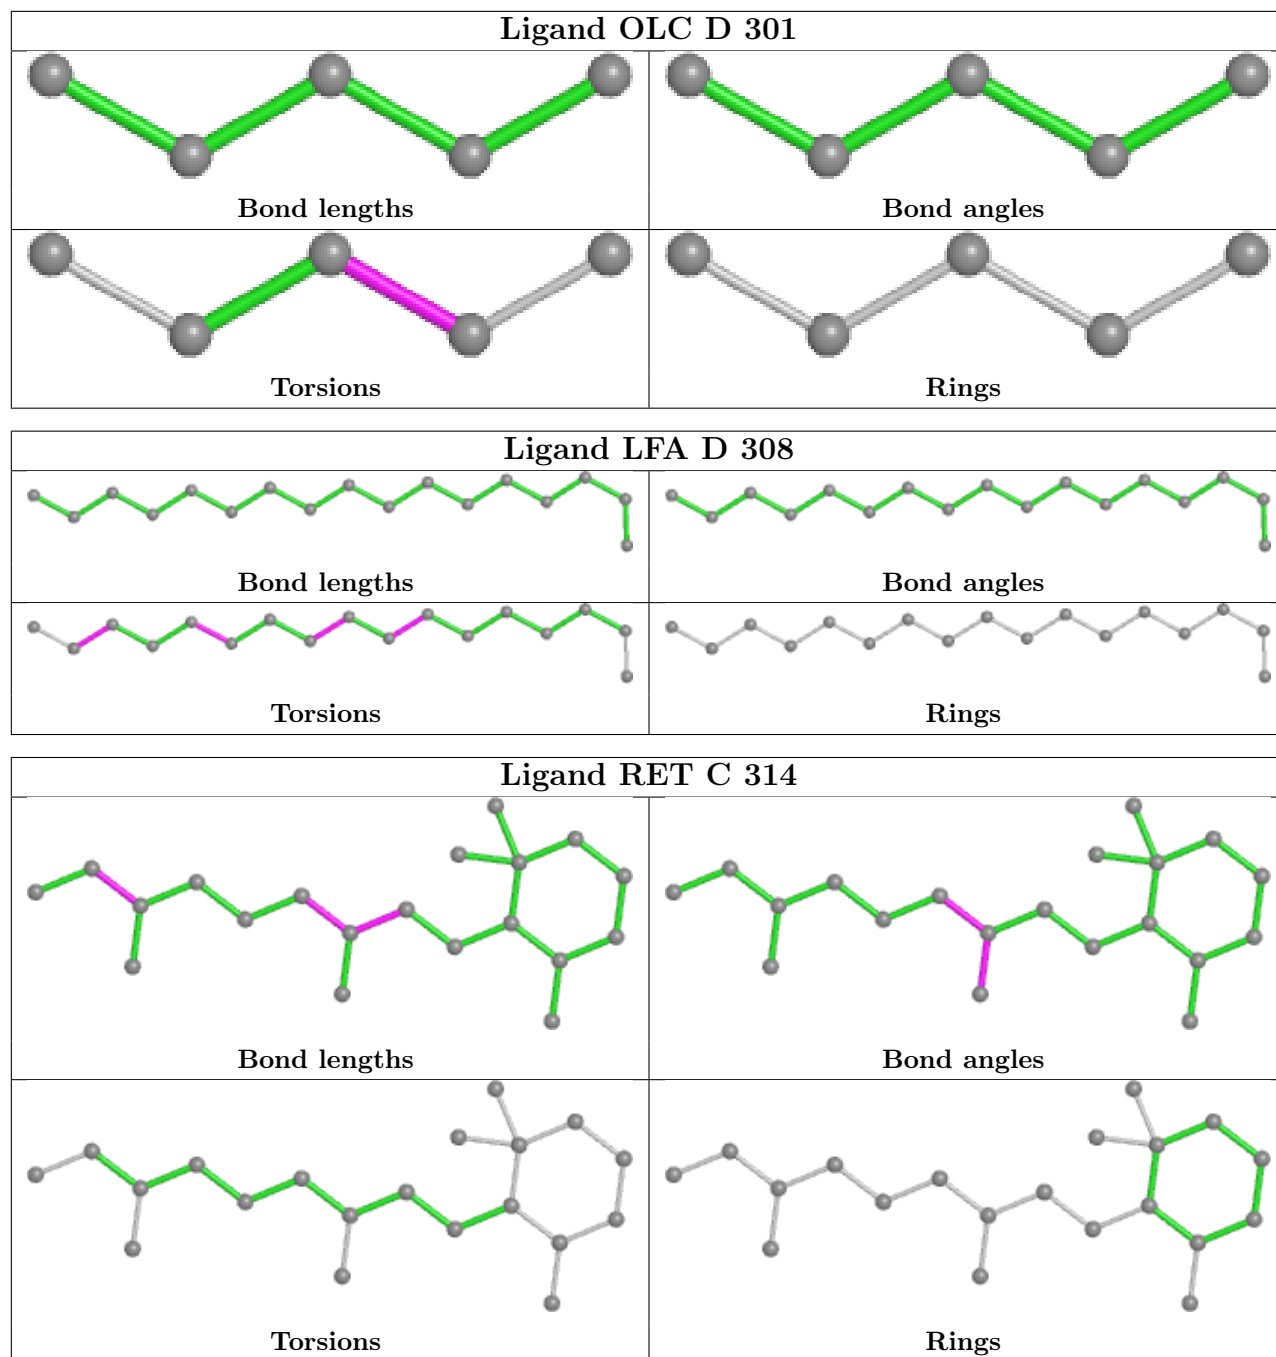 Ligand OLC D 301
Bond lengths
Bond angles
Torsions
Rings
Ligand LFA D 308
Bond lengths
Bond angles
Torsions
Rings
Ligand RET C 314
Bond lengths
Bond angles
Torsions
Rings